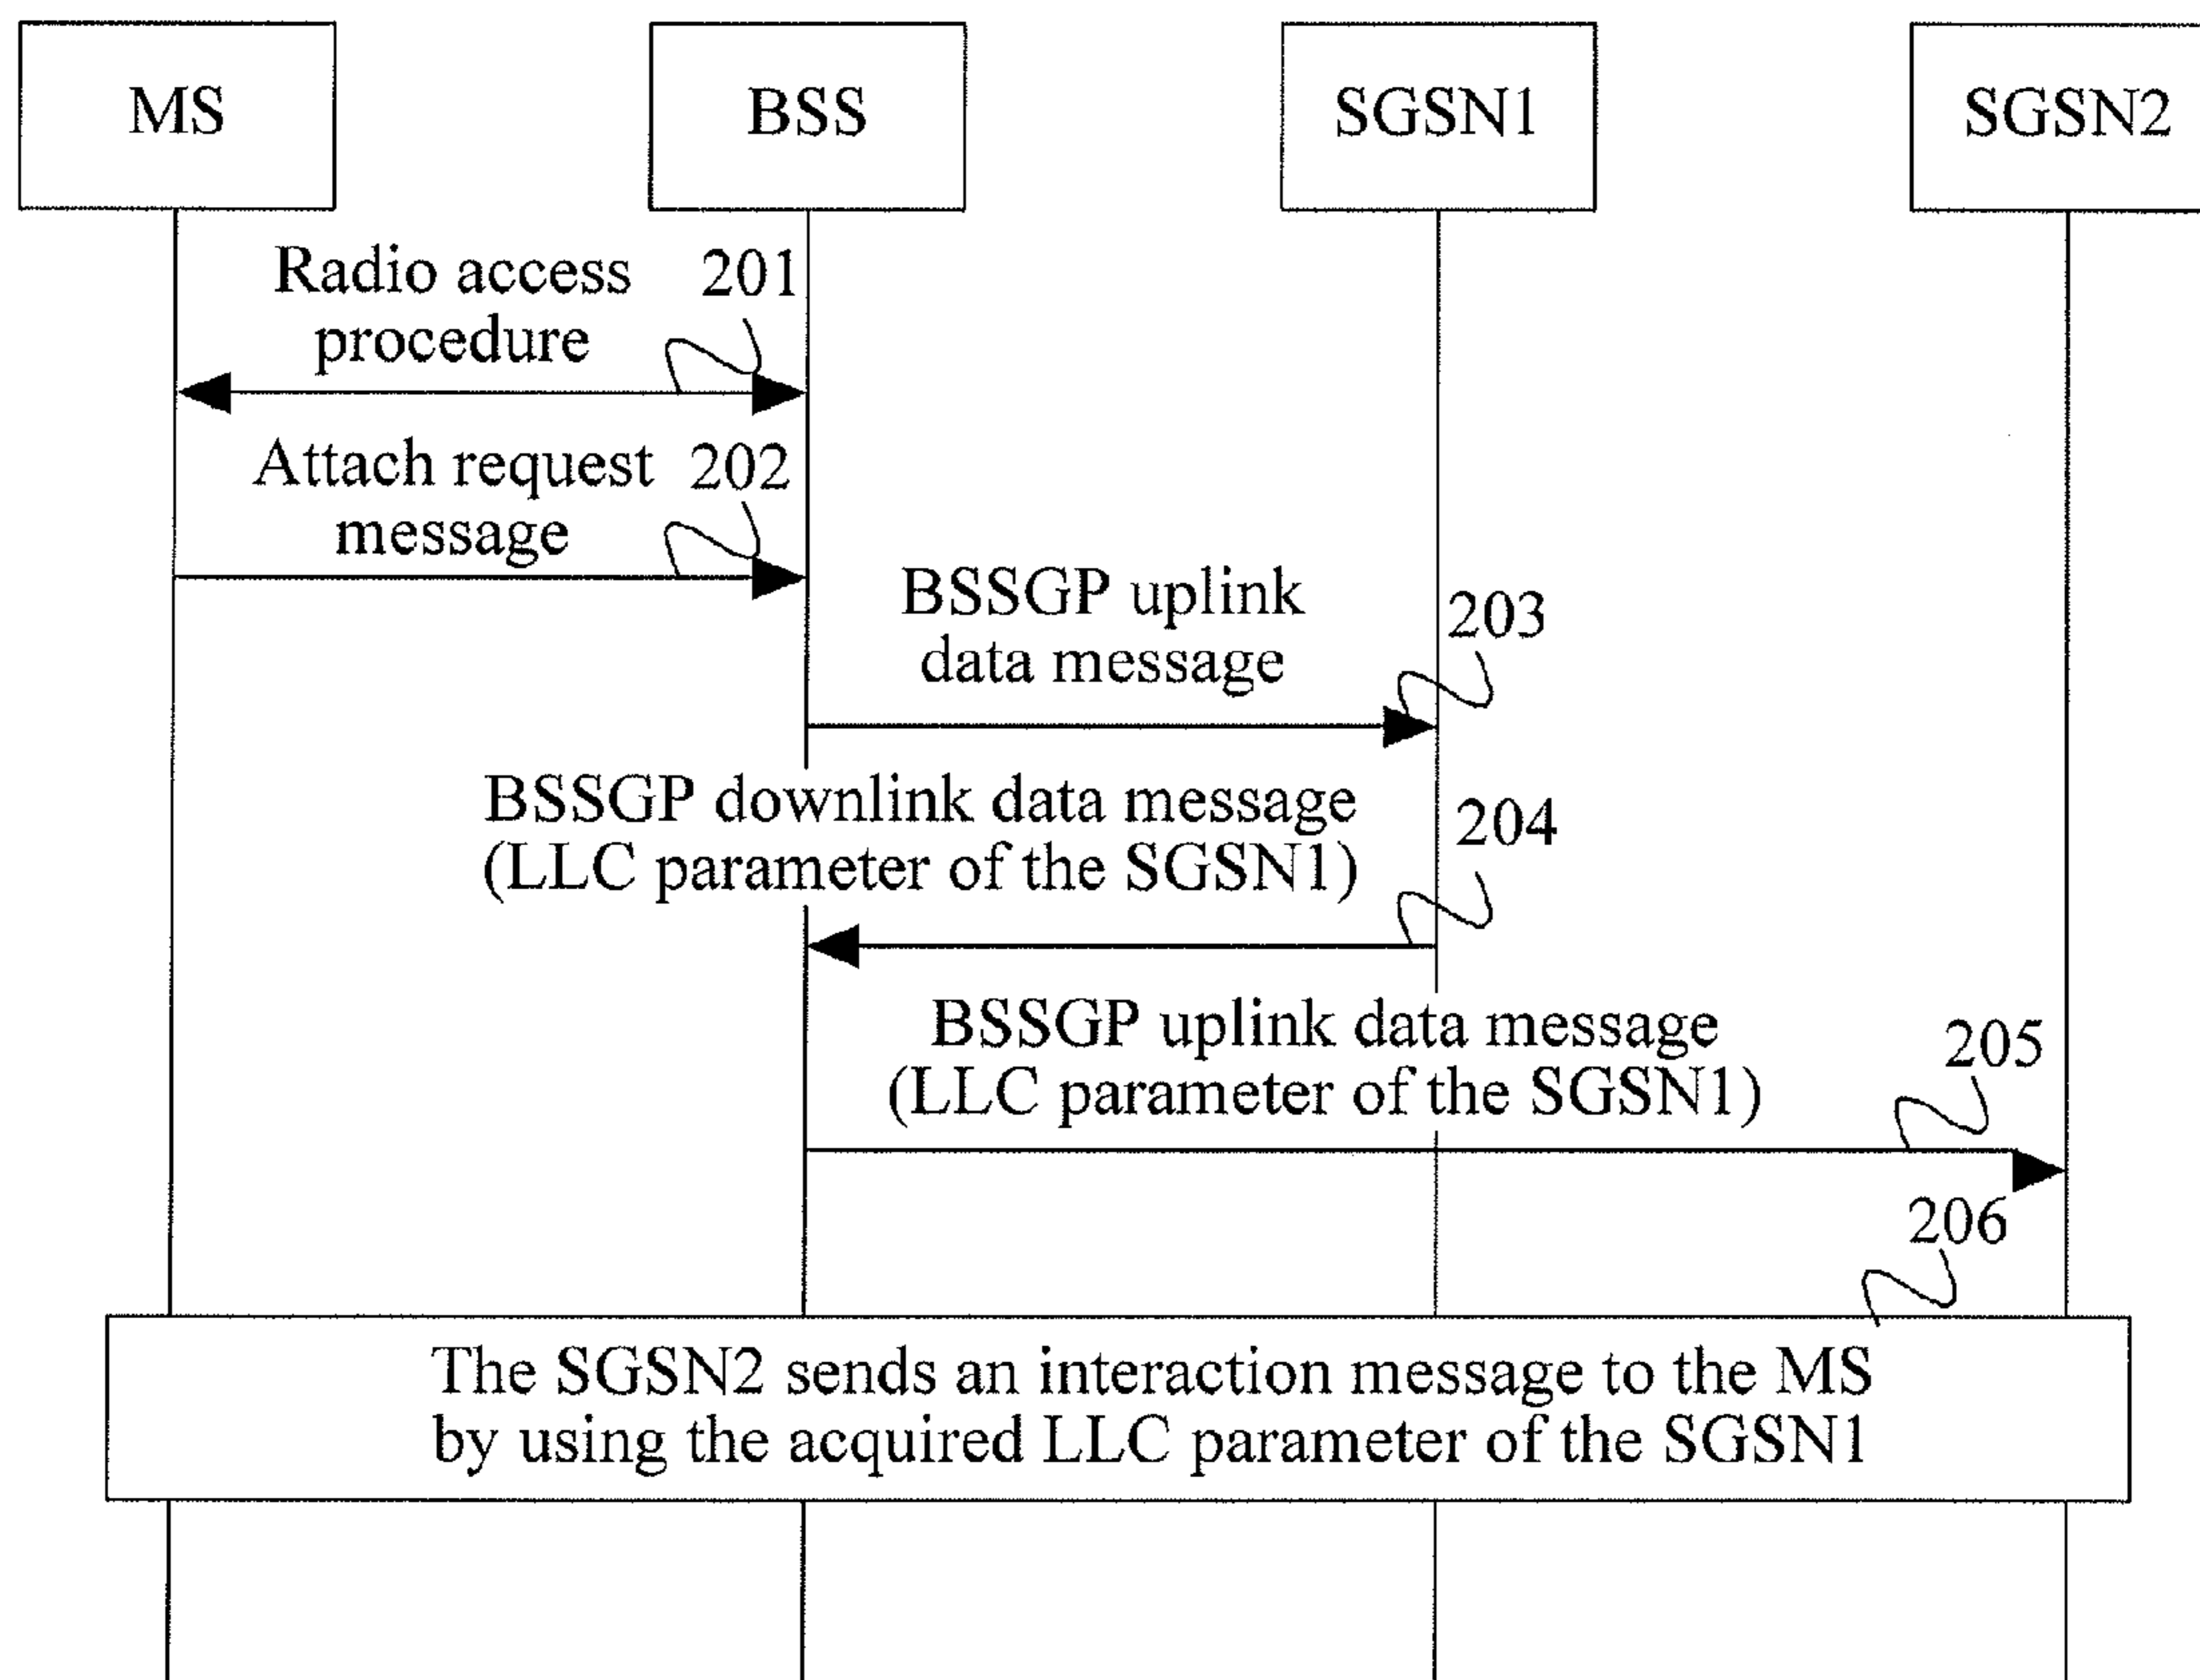 MS
BSS
SGSN1
SGSN2
Radio access
procedure
201
Attach request
message
202
BSSGP uplink
data message
203
BSSGP downlink data message
(LLC parameter of the SGSN1)
204
BSSGP uplink data message
(LLC parameter of the SGSN1)
205
206
The SGSN2 sends an interaction message to the MS
by using the acquired LLC parameter of the SGSN1